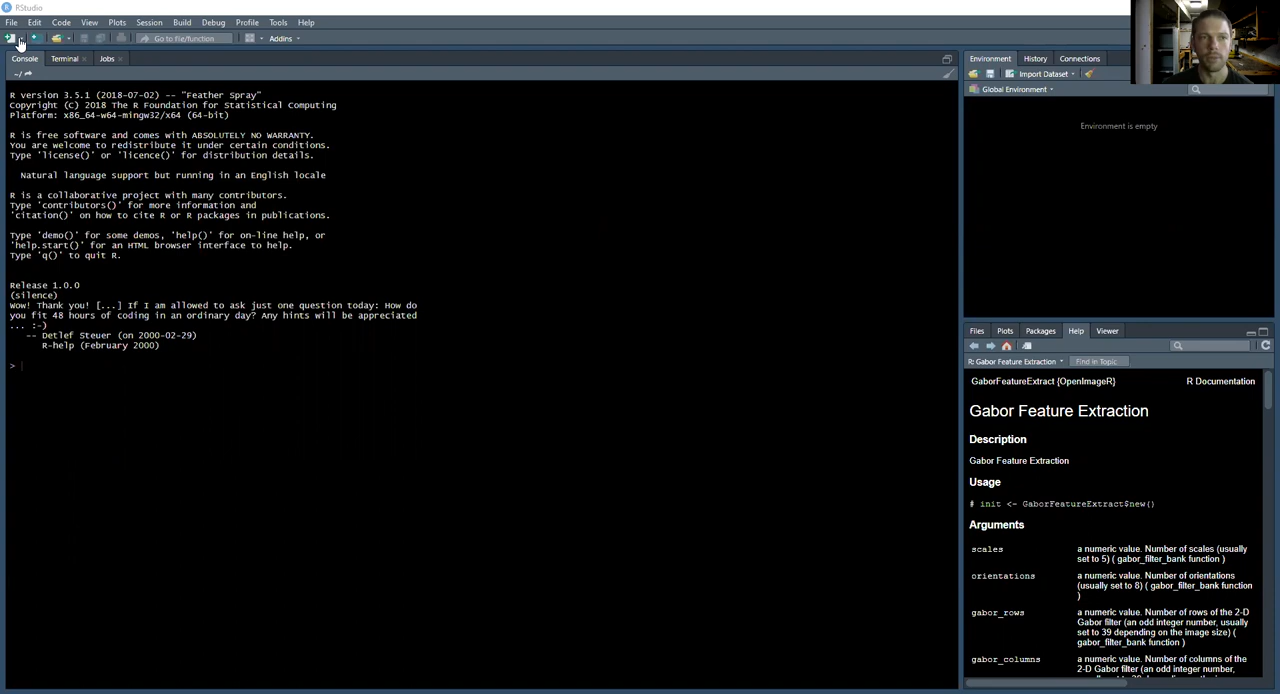 RStudio
File Edit Code View Plots Session Build Debug Profile Tools Help
Go to file/function Addins
Console Terminal Jobs
~/
R version 3.5.1 (2018-07-02) -- "Feather Spray"
Copyright (C) 2018 The R Foundation for Statistical Computing
Platform: x86_64-w64-mingw32/x64 (64-bit)
R is free software and comes with ABSOLUTELY NO WARRANTY.
You are welcome to redistribute it under certain conditions.
Type 'license()' or 'licence()' for distribution details.
Natural language support but running in an English locale
R is a collaborative project with many contributors.
Type 'contributors()' for more information and
'citation()' on how to cite R or R packages in publications.
Type 'demo()' for some demos, 'help()' for on-line help, or
'help.start()' for an HTML browser interface to help.
Type 'q()' to quit R.
Release 1.0.0
(silence)
Wow! Thank you! [...] If I am allowed to ask just one question today: How do
you fit 48 hours of coding in an ordinary day? Any hints will be appreciated
... :-)
-- Detlef Steuer (on 2000-02-29)
R-help (February 2000)
>
Environment History Connections
Import Dataset
Global Environment
Environment is empty
Files Plots Packages Help Viewer
R: Gabor Feature Extraction Find in Topic
GaborFeatureExtract {OpenImageR} R Documentation
Gabor Feature Extraction
Description
Gabor Feature Extraction
Usage
# init <- GaborFeatureExtract$new()
Arguments
scales a numeric value. Number of scales (usually
set to 5) ( gabor_filter_bank function )
orientations a numeric value. Number of orientations
(usually set to 8) ( gabor_filter_bank function
)
gabor_rows a numeric value. Number of rows of the 2-D
Gabor filter (an odd integer number, usually
set to 39 depending on the image size) (
gabor_filter_bank function )
gabor_columns a numeric value. Number of columns of the
2-D Gabor filter (an odd integer number,